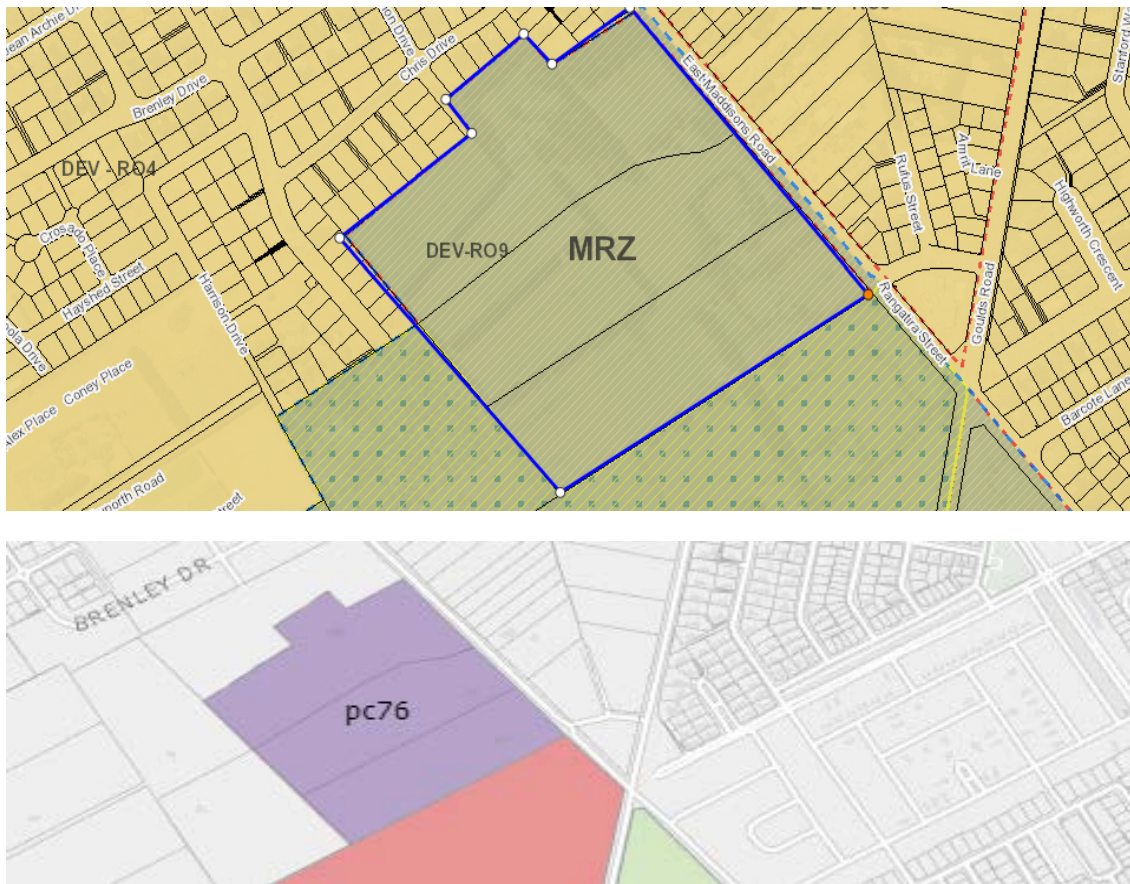 Brenley Drive
Chris Drive
East Maddisons Road
Stanford W
DEV - RO4
Amrit Lane
Rufus Street
Highworth Crescent
Crosado Place
DEV-RO9
MRZ
Hayshed Street
Harrison Drive
Rangatira Street
Goulds Road
Coney Place
Alex Place
Barcote Lane
BRENLEY DR
pc76